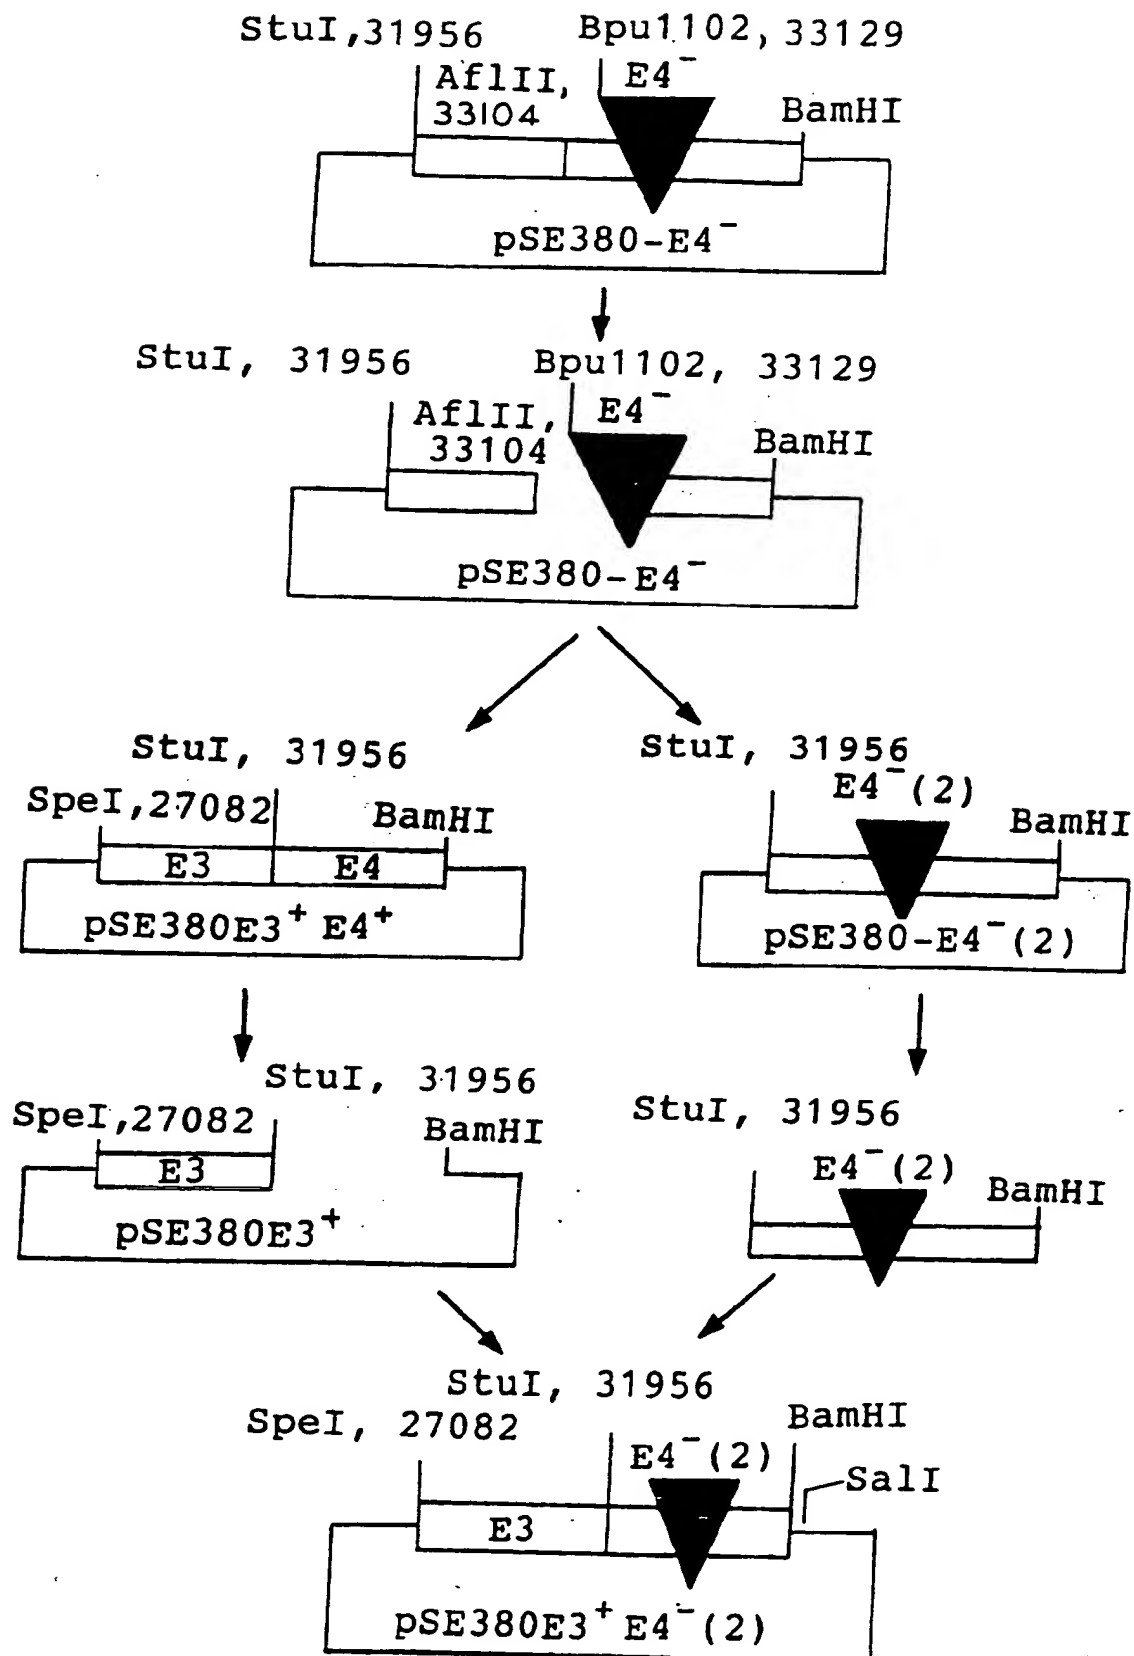 StuI,31956 Bpu1102, 33129
AflII, E4⁻
33104 BamHI
pSE380-E4⁻
StuI, 31956 Bpu1102, 33129
AflII, E4⁻
33104 BamHI
pSE380-E4⁻
StuI, 31956
SpeI,27082 BamHI
E3 E4
pSE380E3⁺E4⁺
StuI, 31956
E4⁻(2)
BamHI
pSE380-E4⁻(2)
StuI, 31956
SpeI,27082 BamHI
E3
pSE380E3⁺
StuI, 31956
E4⁻(2)
BamHI
StuI, 31956
SpeI, 27082 BamHI
E4⁻(2)
SalI
E3
pSE380E3⁺E4⁻(2)